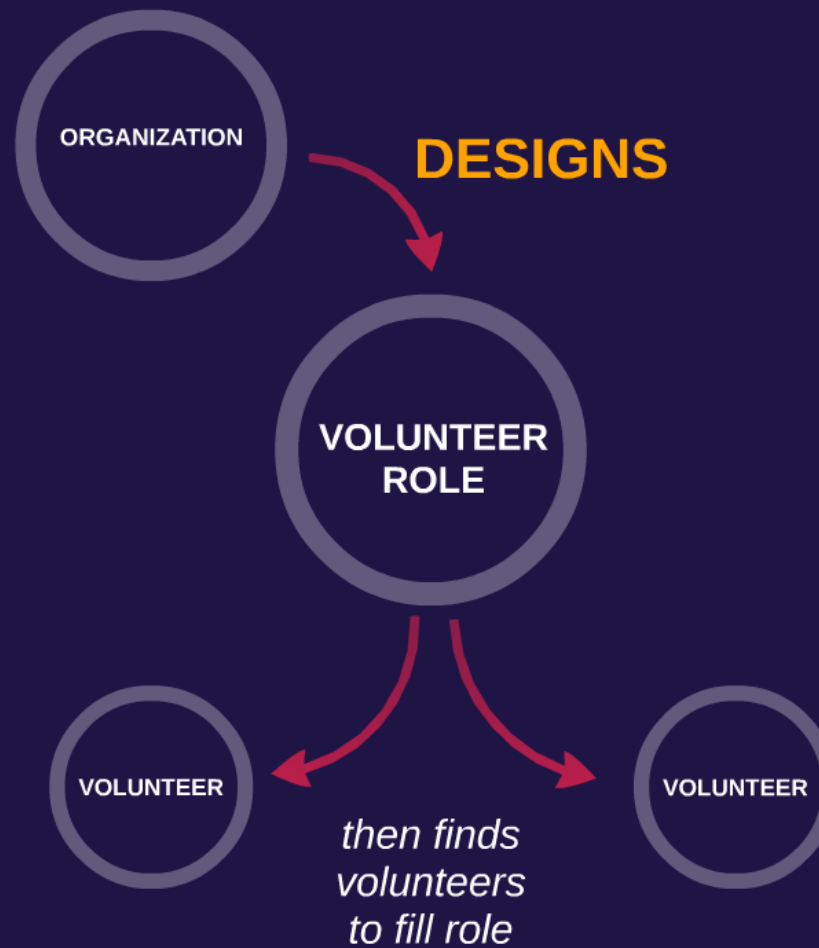 ORGANIZATION
DESIGNS
VOLUNTEER
ROLE
VOLUNTEER
VOLUNTEER
then finds
volunteers
to fill role